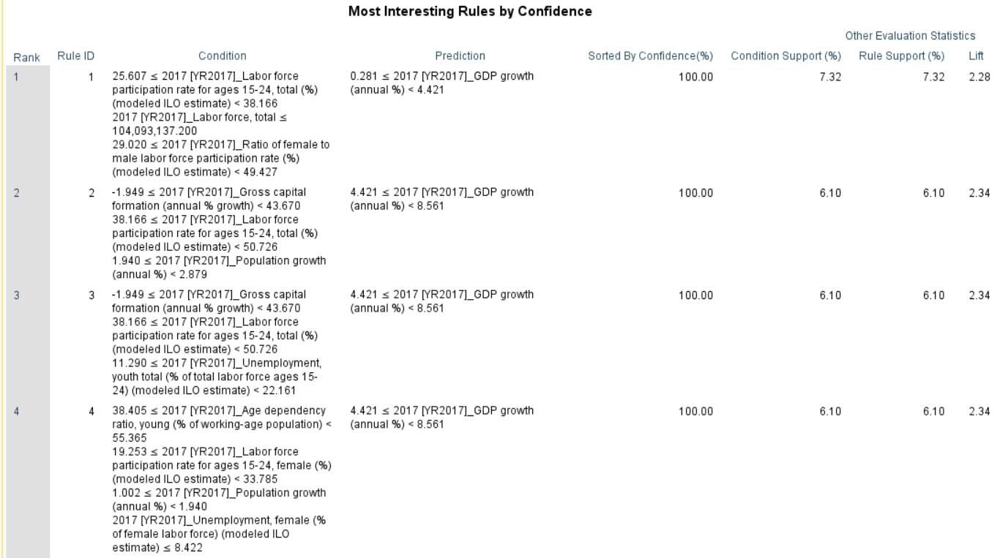 Most Interesting Rules by Confidence
Other Evaluation Statistics
Rank Rule ID Condition Prediction Sorted By Confidence(%) Condition Support (%) Rule Support (%) Lift
1 1 25.607 ≤ 2017 [YR2017]_Labor force 0.281 ≤ 2017 [YR2017]_GDP growth 100.00 7.32 7.32 2.28
participation rate for ages 15-24, total (%) (annual %) < 4.421
(modeled ILO estimate) < 38.166
2017 [YR2017]_Labor force, total ≤
104,093,137.200
29.020 ≤ 2017 [YR2017]_Ratio of female to
male labor force participation rate (%)
(modeled ILO estimate) < 49.427
2 2 -1.949 ≤ 2017 [YR2017]_Gross capital 4.421 ≤ 2017 [YR2017]_GDP growth 100.00 6.10 6.10 2.34
formation (annual % growth) < 43.670 (annual %) < 8.561
38.166 ≤ 2017 [YR2017]_Labor force
participation rate for ages 15-24, total (%)
(modeled ILO estimate) < 50.726
1.940 ≤ 2017 [YR2017]_Population growth
(annual %) < 2.879
3 3 -1.949 ≤ 2017 [YR2017]_Gross capital 4.421 ≤ 2017 [YR2017]_GDP growth 100.00 6.10 6.10 2.34
formation (annual % growth) < 43.670 (annual %) < 8.561
38.166 ≤ 2017 [YR2017]_Labor force
participation rate for ages 15-24, total (%)
(modeled ILO estimate) < 50.726
11.290 ≤ 2017 [YR2017]_Unemployment,
youth total (% of total labor force ages 15-
24) (modeled ILO estimate) < 22.161
4 4 38.405 ≤ 2017 [YR2017]_Age dependency 4.421 ≤ 2017 [YR2017]_GDP growth 100.00 6.10 6.10 2.34
ratio, young (% of working-age population) < (annual %) < 8.561
55.365
19.253 ≤ 2017 [YR2017]_Labor force
participation rate for ages 15-24, female (%)
(modeled ILO estimate) < 33.785
1.002 ≤ 2017 [YR2017]_Population growth
(annual %) < 1.940
2017 [YR2017]_Unemployment, female (%
of female labor force) (modeled ILO
estimate) ≤ 8.422